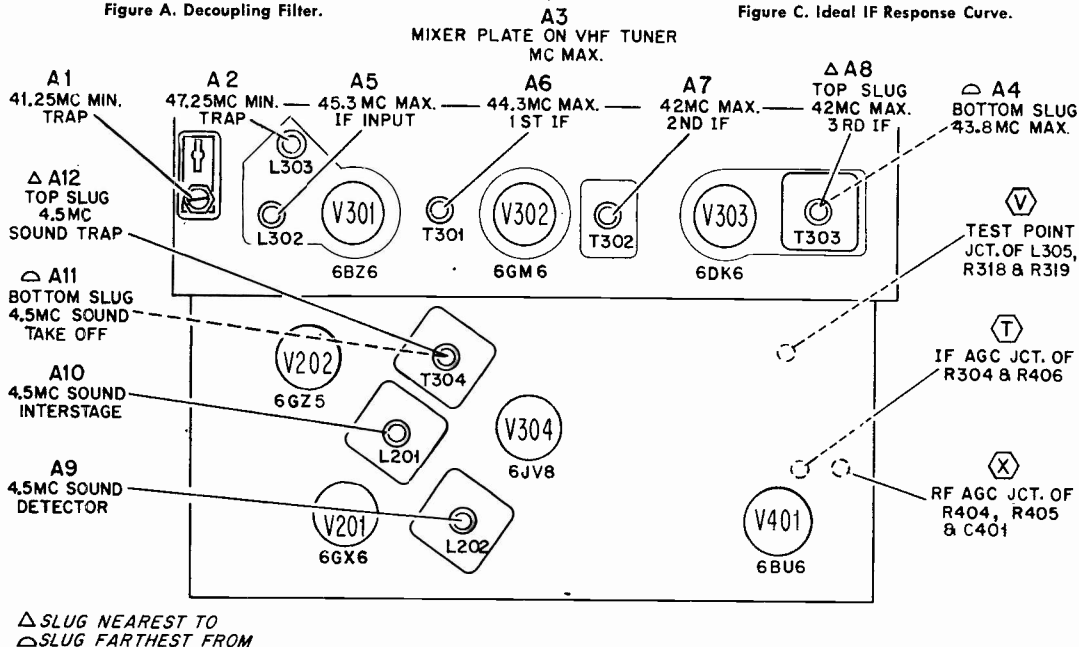 Figure A. Decoupling Filter.
Figure C. Ideal IF Response Curve.
A3
MIXER PLATE ON VHF TUNER
MC MAX.
A1
41.25MC MIN.
TRAP
A2
47.25MC MIN.
TRAP
A5
45.3 MC MAX.
IF INPUT
A6
44.3MC MAX.
1ST IF
A7
42MC MAX.
2ND IF
△ A8
TOP SLUG
42MC MAX.
3RD IF
⌓ A4
BOTTOM SLUG
43.8MC MAX.
L303
L302
V301
6BZ6
T301
V302
6GM6
T302
V303
6DK6
T303
△ A12
TOP SLUG
4.5MC
SOUND TRAP
⌓ A11
BOTTOM SLUG
4.5MC SOUND
TAKE OFF
A10
4.5MC SOUND
INTERSTAGE
A9
4.5MC SOUND
DETECTOR
V202
6GZ5
T304
L201
V304
6JV8
V201
6GX6
L202
V401
6BU6
V
TEST POINT
JCT. OF L305,
R318 & R319
T
IF AGC JCT. OF
R304 & R406
X
RF AGC JCT. OF
R404, R405
& C401
△ SLUG NEAREST TO
⌓ SLUG FARTHEST FROM